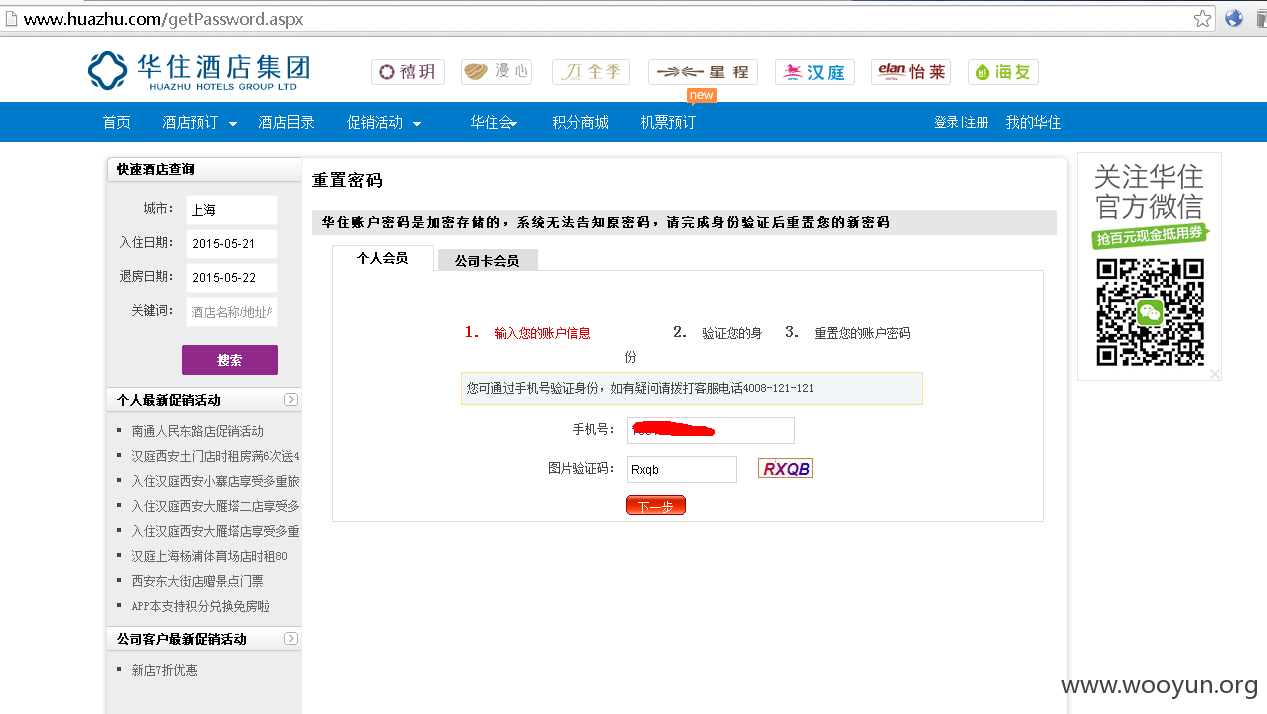 www.huazhu.com/getPassword.aspx
华住酒店集团
HUAZHU HOTELS GROUP LTD
禧玥
漫心
全季
星程
汉庭
elan 怡莱
HOTEL
海友
new
首页 酒店预订 酒店目录 促销活动 华住会 积分商城 机票预订 登录|注册 我的华住
快速酒店查询
城市: 上海
入住日期: 2015-05-21
退房日期: 2015-05-22
关键词: 酒店名称/地址/
搜索
个人最新促销活动
南通人民东路店促销活动
汉庭西安土门店时租房满6次送4
入住汉庭西安小寨店享受多重旅
入住汉庭西安大雁塔二店享受多
入住汉庭西安大雁塔店享受多重
汉庭上海杨浦体育场店时租80
西安东大街店赠景点门票
APP本支持积分兑换免房啦
公司客户最新促销活动
新店7折优惠
重置密码
华住账户密码是加密存储的，系统无法告知原密码，请完成身份验证后重置您的新密码
个人会员 公司卡会员
1. 输入您的账户信息 2. 验证您的身份 3. 重置您的账户密码
您可通过手机号验证身份，如有疑问请拨打客服电话4008-121-121
手机号:
图片验证码: Rxqb RXQB
下一步
关注华住
官方微信
抢百元现金抵用券
www.wooyun.org